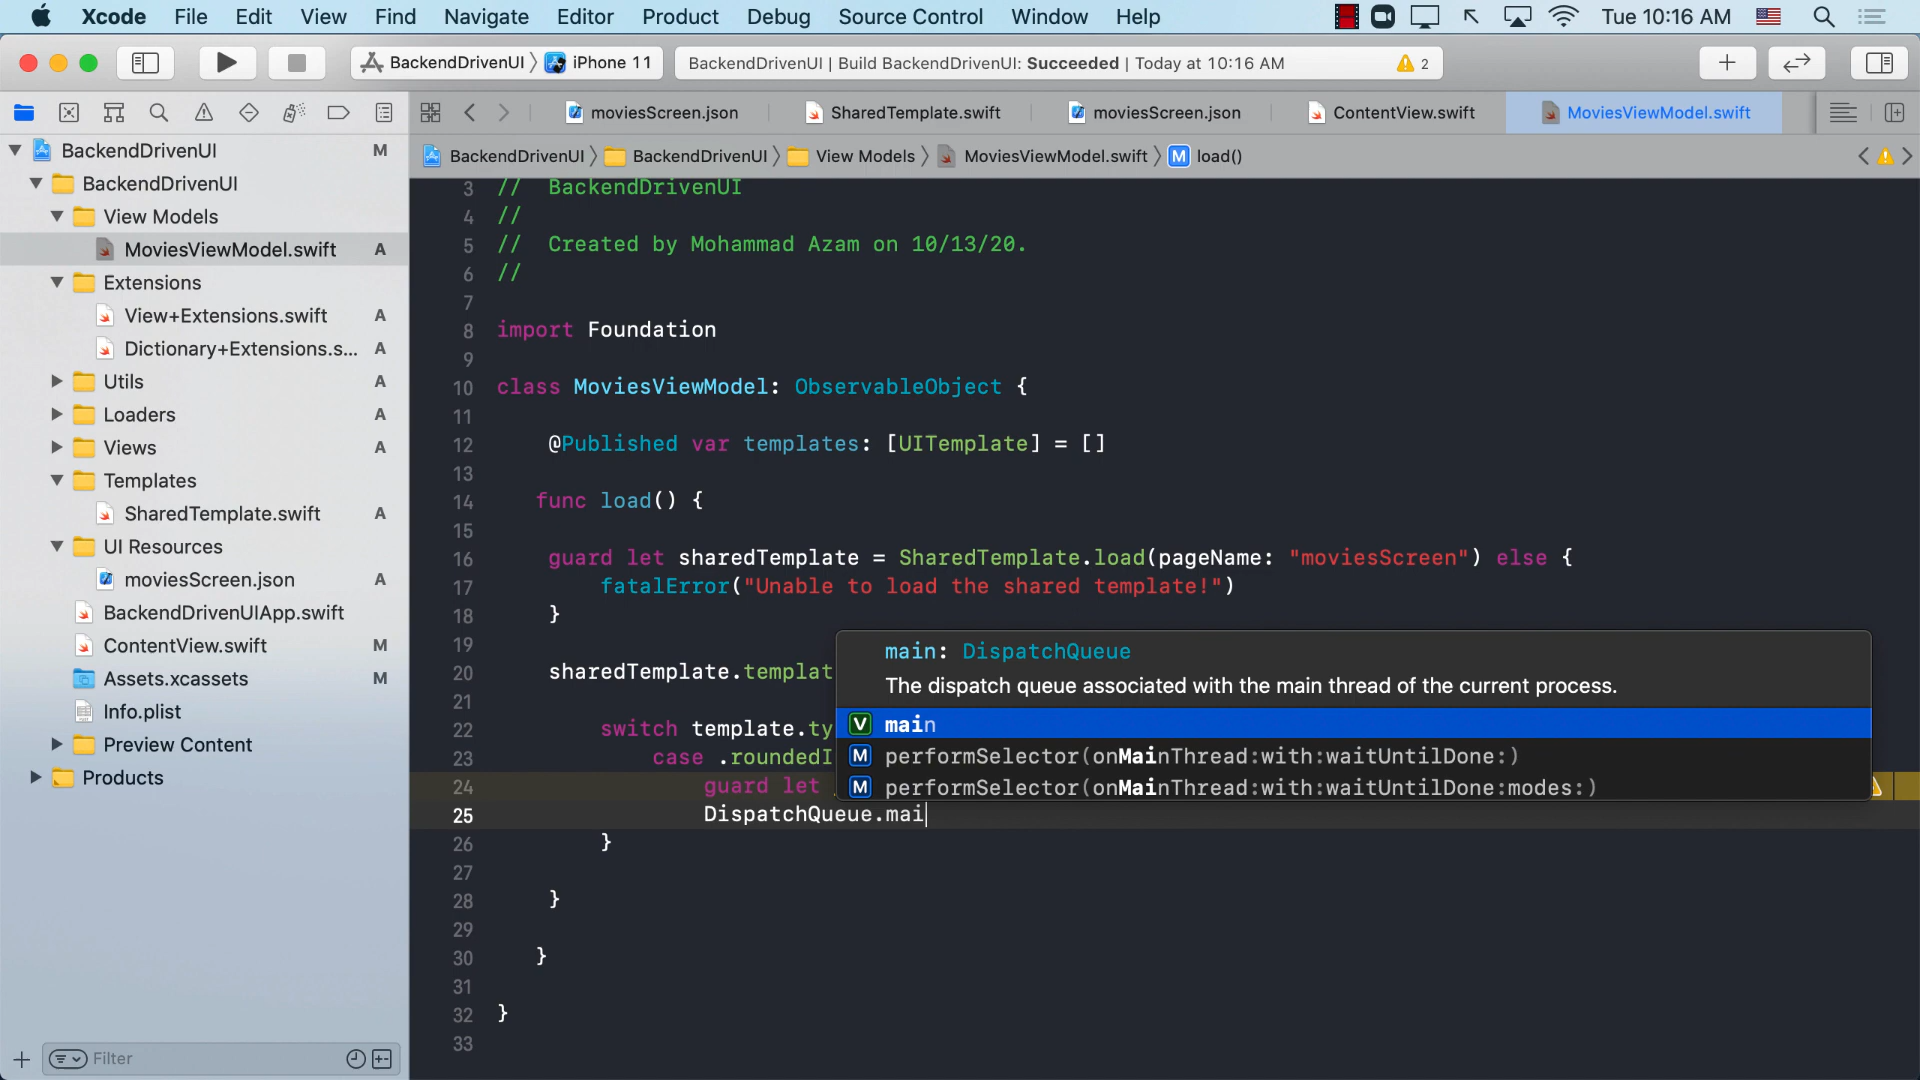 Xcode File Edit View Find Navigate Editor Product Debug Source Control Window Help Tue 10:16 AM
BackendDrivenUI iPhone 11 BackendDrivenUI | Build BackendDrivenUI: Succeeded | Today at 10:16 AM 2
moviesScreen.json SharedTemplate.swift moviesScreen.json ContentView.swift MoviesViewModel.swift
BackendDrivenUI BackendDrivenUI View Models MoviesViewModel.swift M load()
BackendDrivenUI M
BackendDrivenUI
View Models
MoviesViewModel.swift A
Extensions
View+Extensions.swift A
Dictionary+Extensions.s... A
Utils A
Loaders A
Views A
Templates
SharedTemplate.swift A
UI Resources
moviesScreen.json A
BackendDrivenUIApp.swift
ContentView.swift M
Assets.xcassets M
Info.plist
Preview Content
Products
Filter
3 // BackendDrivenUI
4 //
5 // Created by Mohammad Azam on 10/13/20.
6 //
7
8 import Foundation
9
10 class MoviesViewModel: ObservableObject {
11
12 @Published var templates: [UITemplate] = []
13
14 func load() {
15
16 guard let sharedTemplate = SharedTemplate.load(pageName: "moviesScreen") else {
17 fatalError("Unable to load the shared template!")
18 }
19
20 sharedTemplate.templat
21
22 switch template.ty
23 case .roundedI
24 guard let
25 DispatchQueue.mai
26 }
27
28 }
29
30 }
31
32 }
33
main: DispatchQueue
The dispatch queue associated with the main thread of the current process.
V main
M performSelector(onMainThread:with:waitUntilDone:)
M performSelector(onMainThread:with:waitUntilDone:modes:)